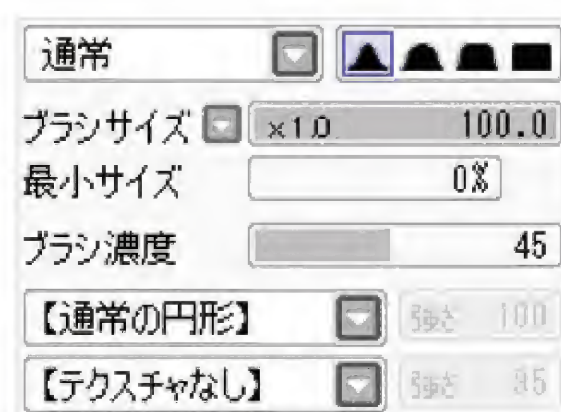 通常
ブラシサイズ ×1.0 100.0
最小サイズ 0%
ブラシ濃度 45
【通常の円形】 強さ 100
【テクスチャなし】 強さ 95